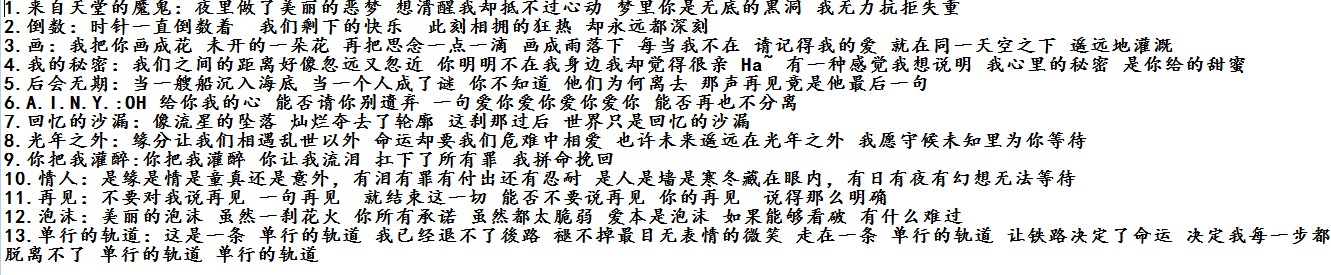 1.来自天堂的魔鬼：夜里做了美丽的恶梦 想清醒我却抵不过心动 梦里你是无底的黑洞 我无力抗拒失重
2.倒数：时针一直倒数着  我们剩下的快乐  此刻相拥的狂热 却永远都深刻
3.画：我把你画成花 未开的一朵花 再把思念一点一滴 画成雨落下 每当我不在 请记得我的爱 就在同一天空之下 遥远地灌溉
4.我的秘密：我们之间的距离好像忽远又忽近 你明明不在我身边我却觉得很亲 Ha~ 有一种感觉我想说明 我心里的秘密 是你给的甜蜜
5.后会无期：当一艘船沉入海底 当一个人成了谜 你不知道 他们为何离去 那声再见竟是他最后一句
6.A.I.N.Y.:OH 给你我的心 能否请你别遗弃 一句爱你爱你爱你爱你 能否再也不分离
7.回忆的沙漏：像流星的坠落 灿烂夺去了轮廓 这刹那过后 世界只是回忆的沙漏
8.光年之外：缘分让我们相遇乱世以外 命运却要我们危难中相爱 也许未来遥远在光年之外 我愿守候未知里为你等待
9.你把我灌醉:你把我灌醉 你让我流泪 扛下了所有罪 我拼命挽回
10.情人：是缘是情是童真还是意外，有泪有罪有付出还有忍耐 是人是墙是寒冬藏在眼内，有日有夜有幻想无法等待
11.再见：不要对我说再见 一句再见  就结束这一切 能否不要说再见 你的再见  说得那么明确
12.泡沫：美丽的泡沫 虽然一刹花火 你所有承诺 虽然都太脆弱 爱本是泡沫 如果能够看破 有什么难过
13.单行的轨道：这是一条 单行的轨道 我已经退不了後路 褪不掉最目无表情的微笑 走在一条 单行的轨道 让铁路决定了命运 决定我每一步都
脱离不了 单行的轨道 单行的轨道